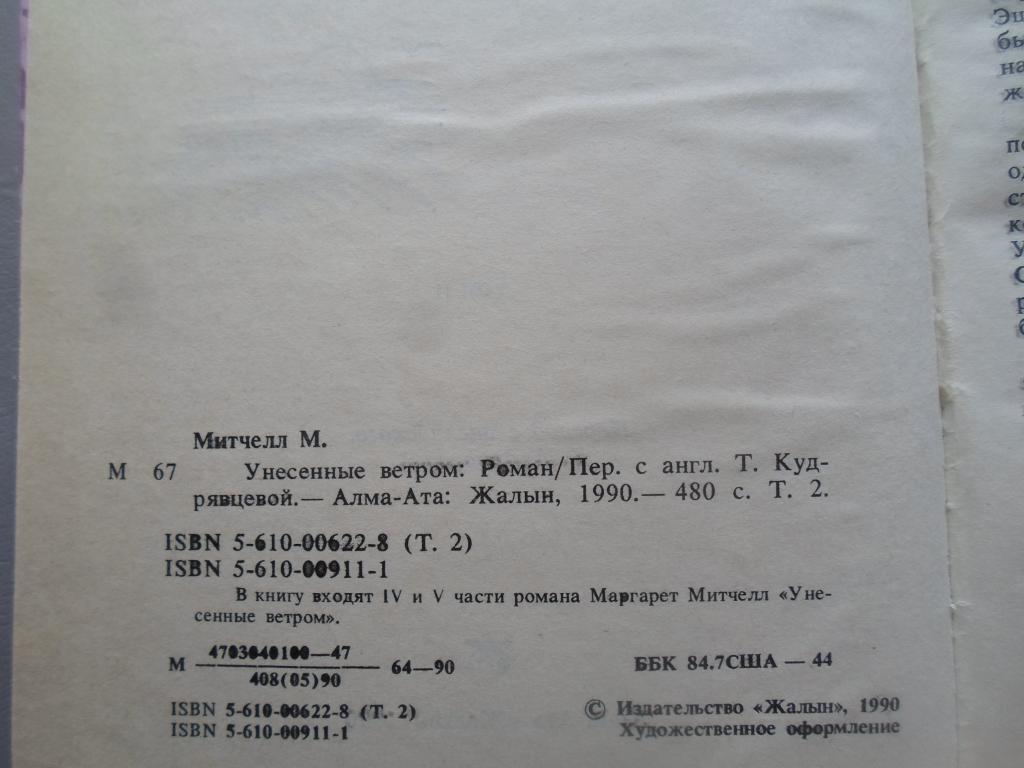 Митчелл М.
М 67 Унесенные ветром: Роман/Пер. с англ. Т. Куд-
рявцевой.— Алма-Ата: Жалын, 1990.— 480 с. Т. 2.
ISBN 5-610-00622-8 (Т. 2)
ISBN 5-610-00911-1
В книгу входят IV и V части романа Маргарет Митчелл «Уне-
сенные ветром».
М 4703040100—47 64—90 ББК 84.7США — 44
408(05)90
ISBN 5-610-00622-8 (Т. 2)
ISBN 5-610-00911-1
© Издательство «Жалын», 1990
Художественное оформление